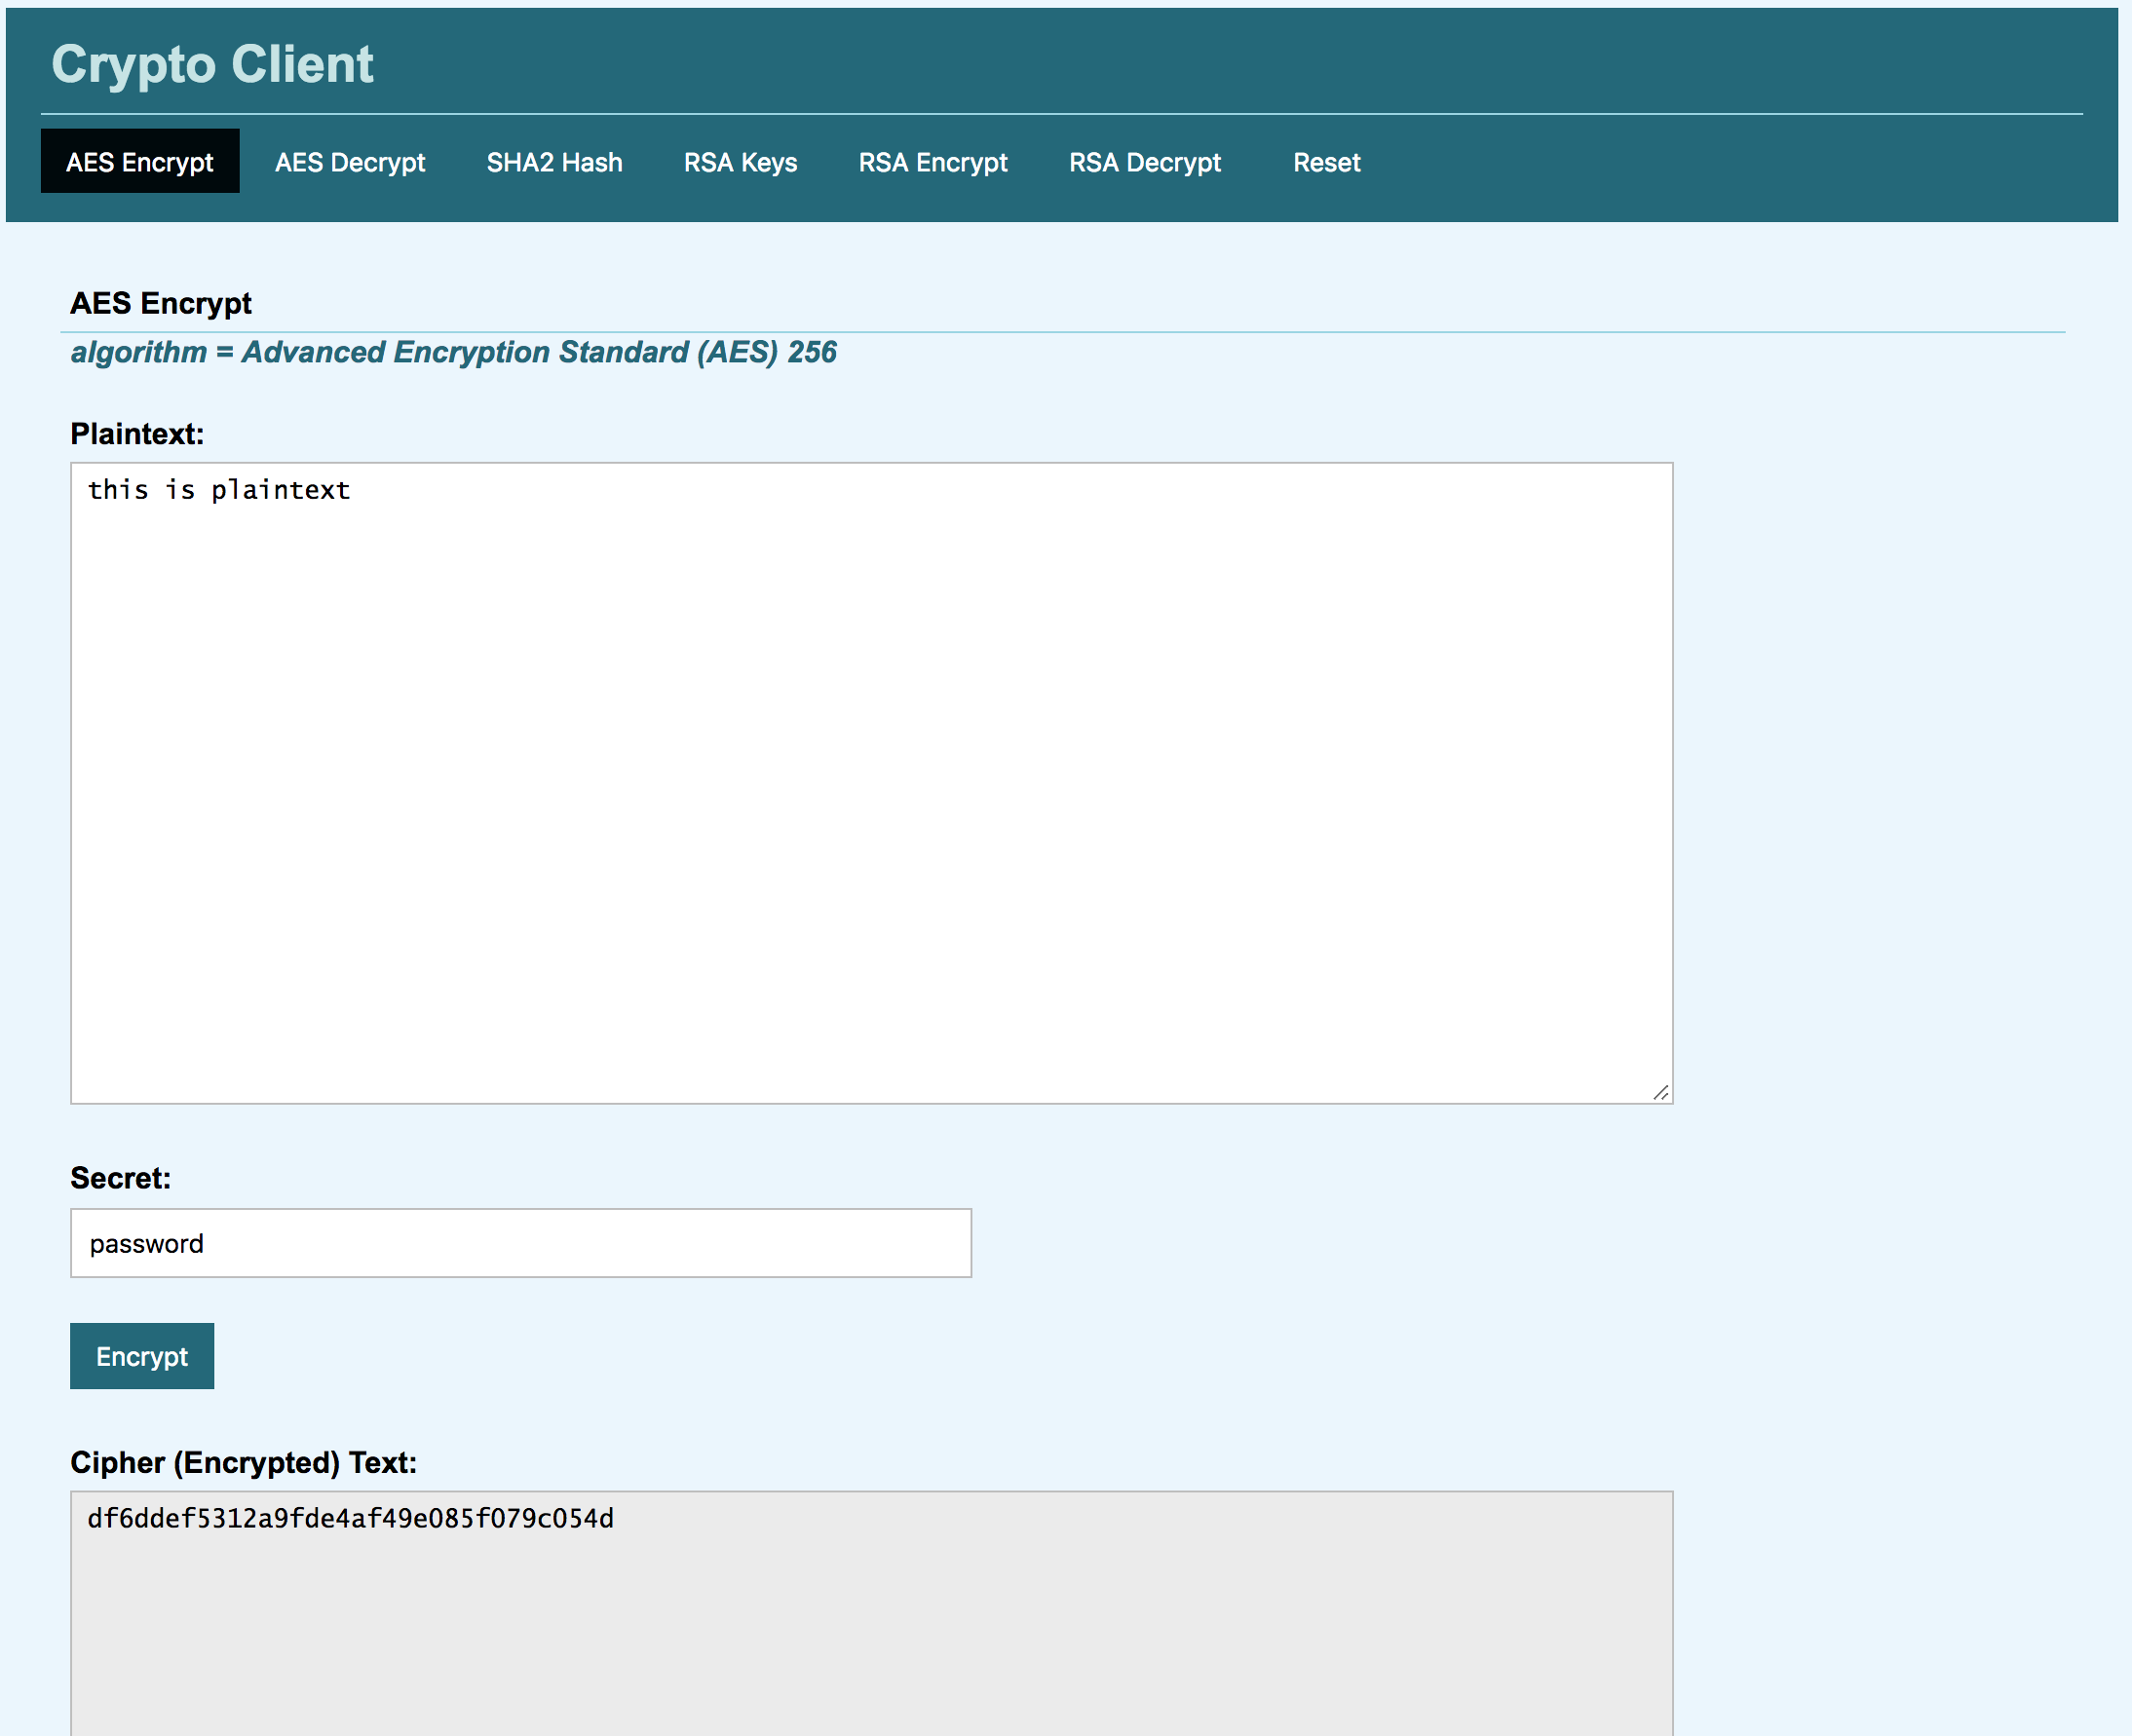 Crypto Client
AES Encrypt AES Decrypt SHA2 Hash RSA Keys RSA Encrypt RSA Decrypt Reset
AES Encrypt
algorithm = Advanced Encryption Standard (AES) 256
Plaintext:
this is plaintext
Secret:
password
Encrypt
Cipher (Encrypted) Text:
df6ddef5312a9fde4af49e085f079c054d